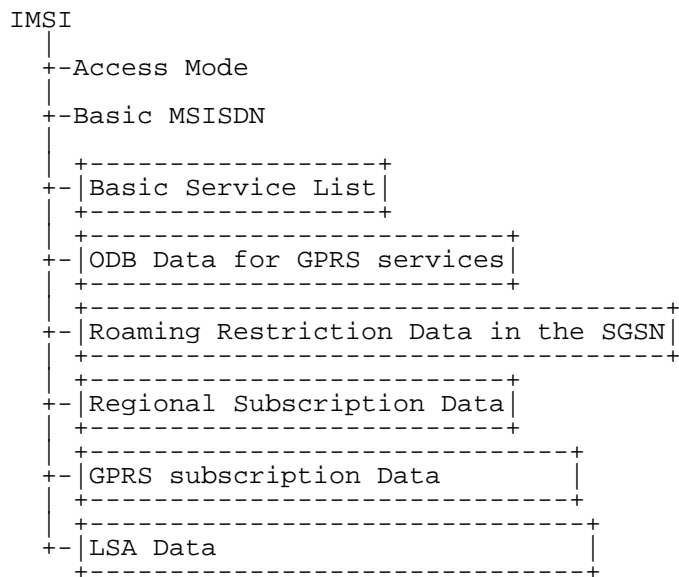 IMSI
Access Mode
Basic MSISDN
Basic Service List
ODB Data for GPRS services
Roaming Restriction Data in the SGSN
Regional Subscription Data
GPRS subscription Data
LSA Data